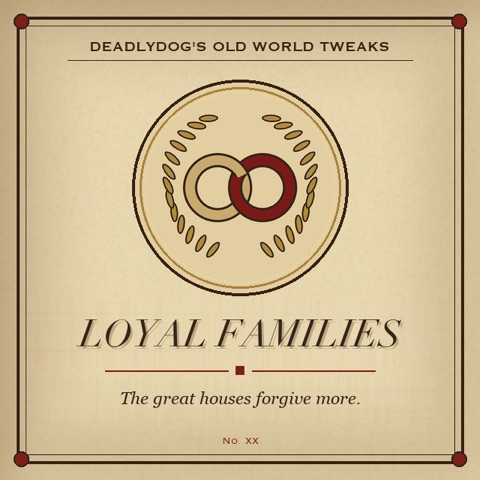 DEADLYDOG'S OLD WORLD TWEAKS
LOYAL FAMILIES
The great houses forgive more.
No. XX